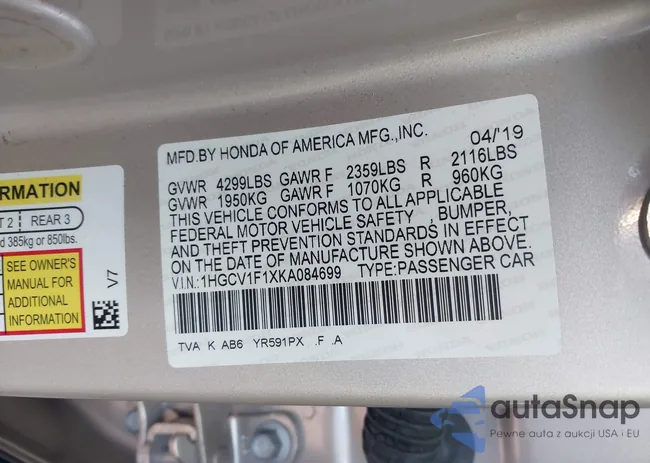 MFD.BY HONDA OF AMERICA MFG.,INC. 04/'19
GVWR 4299LBS GAWR F 2359LBS R 2116LBS
GVWR 1950KG GAWR F 1070KG R 960KG
THIS VEHICLE CONFORMS TO ALL APPLICABLE
FEDERAL MOTOR VEHICLE SAFETY , BUMPER,
AND THEFT PREVENTION STANDARDS IN EFFECT
ON THE DATE OF MANUFACTURE SHOWN ABOVE.
V.I.N.:1HGCV1F1XKA084699 TYPE:PASSENGER CAR
TVA K AB6 YR591PX .F .A
RMATION
T 2 REAR 3
d 385kg or 850lbs.
SEE OWNER'S
MANUAL FOR
ADDITIONAL
INFORMATION
V7
autoSnap
Pewne auta z aukcji USA i EU